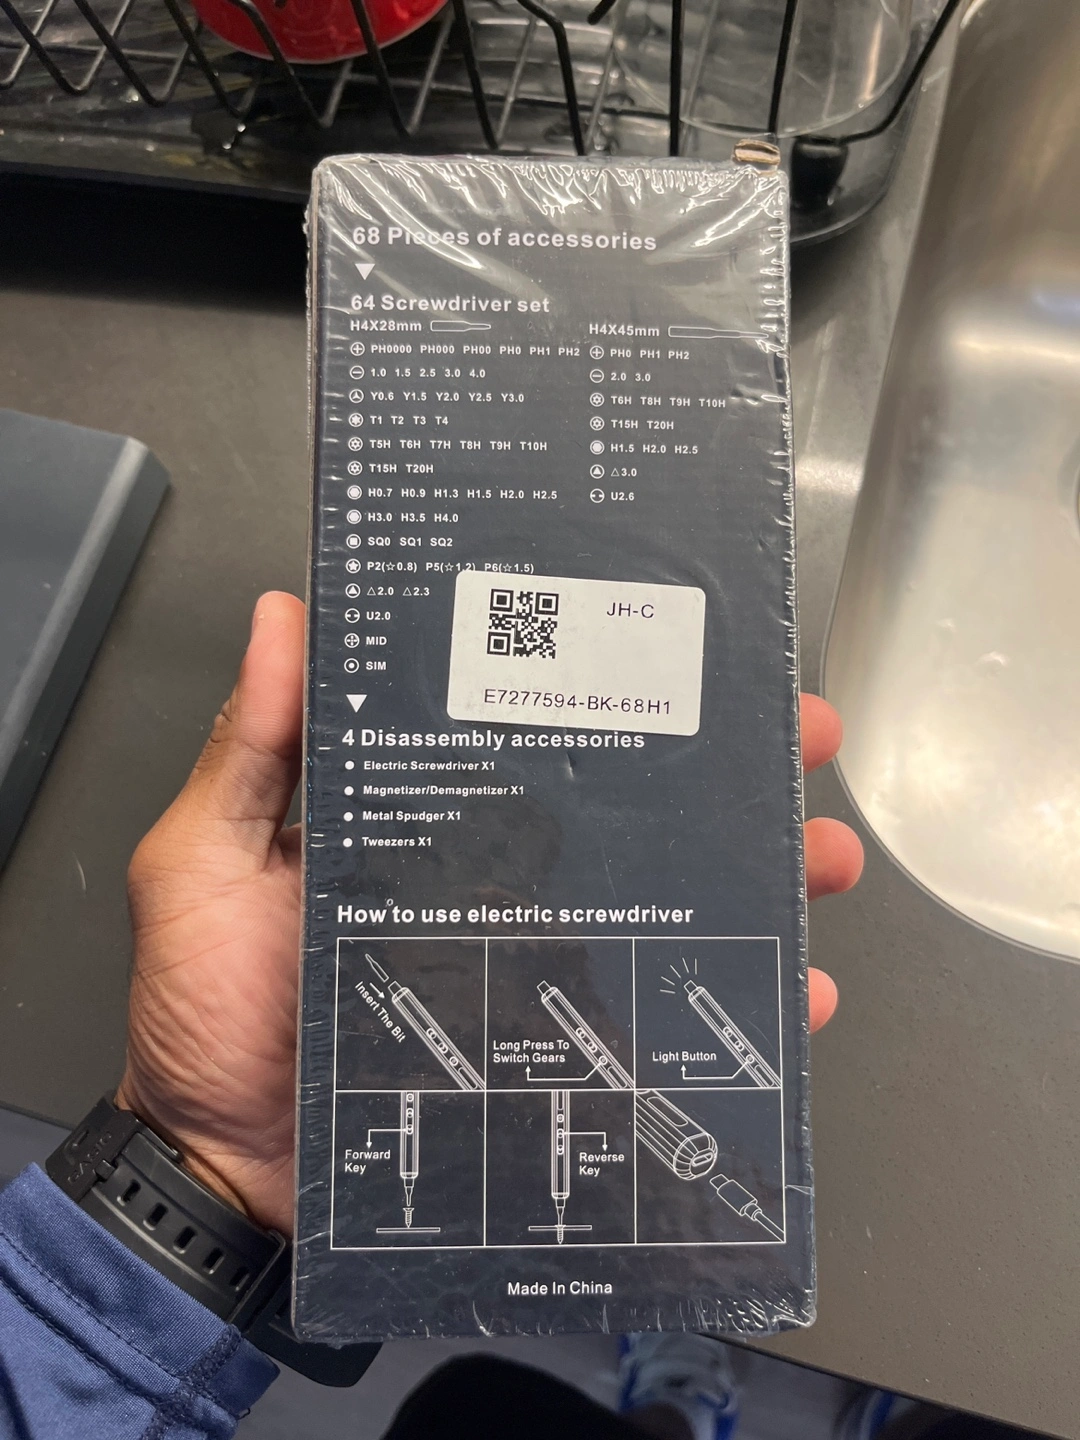 68 Pieces of accessories
64 Screwdriver set
H4X28mm
PH0000 PH000 PH00 PH0 PH1 PH2
1.0 1.5 2.5 3.0 4.0
Y0.6 Y1.5 Y2.0 Y2.5 Y3.0
T1 T2 T3 T4
T5H T6H T7H T8H T9H T10H
T15H T20H
H0.7 H0.9 H1.3 H1.5 H2.0 H2.5
H3.0 H3.5 H4.0
SQ0 SQ1 SQ2
P2(☆0.8) P5(☆1.2) P6(☆1.5)
△2.0 △2.3
U2.0
MID
SIM
H4X45mm
PH0 PH1 PH2
2.0 3.0
T6H T8H T9H T10H
T15H T20H
H1.5 H2.0 H2.5
△3.0
U2.6
JH-C
E7277594-BK-68H1
4 Disassembly accessories
Electric Screwdriver X1
Magnetizer/Demagnetizer X1
Metal Spudger X1
Tweezers X1
How to use electric screwdriver
Insert The Bit
Long Press To
Switch Gears
Light Button
Forward
Key
Reverse
Key
Made In China